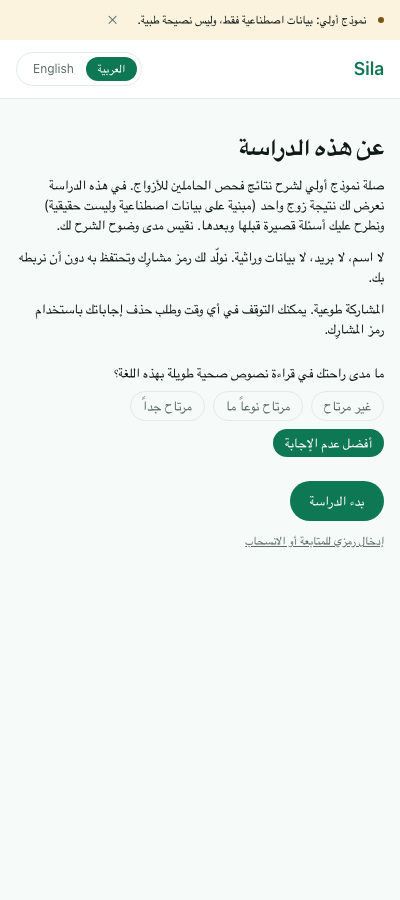 نموذج أولي: بيانات اصطناعية فقط، وليس نصيحة طبية.
Sila
العربية
English
عن هذه الدراسة
صلة نموذج أولي لشرح نتائج فحص الحاملين للأزواج. في هذه الدراسة
نعرض لك نتيجة زوج واحد (مبنية على بيانات اصطناعية وليست حقيقية)
ونطرح عليك أسئلة قصيرة قبلها وبعدها. نقيس مدى وضوح الشرح لك.
لا اسم، لا بريد، لا بيانات وراثية. نولّد لك رمز مشارك وتحتفظ به دون أن نربطه
بك.
المشاركة طوعية. يمكنك التوقف في أي وقت وطلب حذف إجاباتك باستخدام
رمز المشارِك.
ما مدى راحتك في قراءة نصوص صحية طويلة بهذه اللغة؟
غير مرتاح
مرتاح نوعاً ما
مرتاح جداً
أفضل عدم الإجابة
بدء الدراسة
إدخال رمزي للمتابعة أو الانسحاب